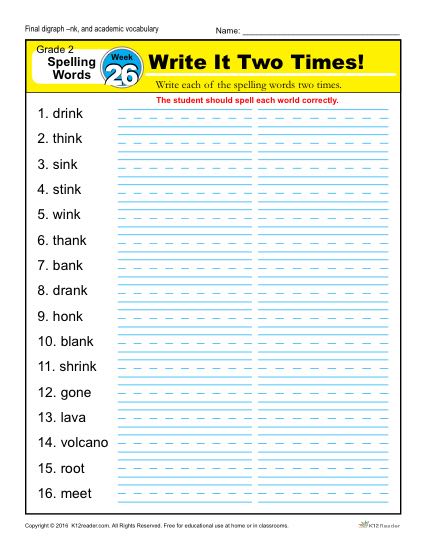 Final digraph –nk, and academic vocabulary
Name:
Grade 2
Spelling
Words
Week
26
Write It Two Times!
Write each of the spelling words two times.
The student should spell each world correctly.
1. drink
2. think
3. sink
4. stink
5. wink
6. thank
7. bank
8. drank
9. honk
10. blank
11. shrink
12. gone
13. lava
14. volcano
15. root
16. meet
Copyright © 2016 K12reader.com. All Rights Reserved. Free for educational use at home or in classrooms.
K12Reader